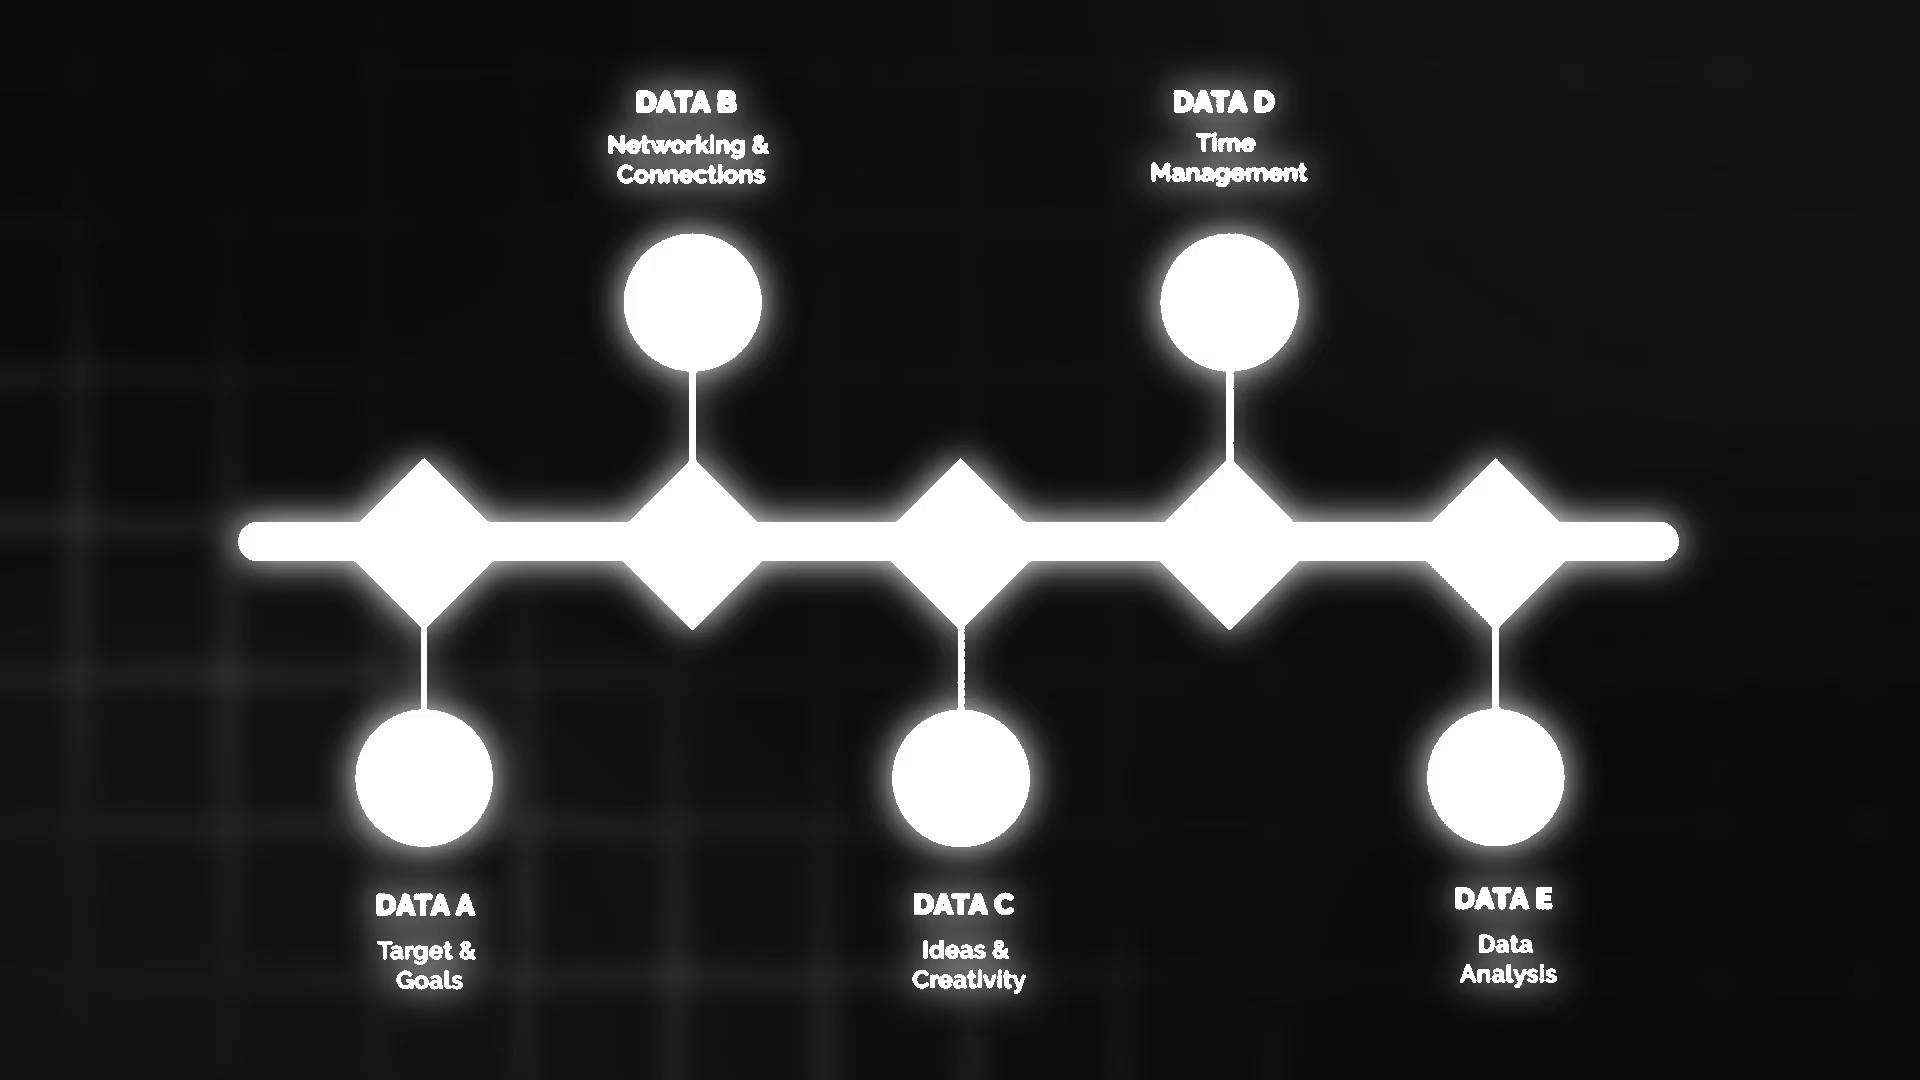 DATA B
Networking &
Connections
DATA D
Time
Management
DATA A
Target &
Goals
DATA C
Ideas &
Creativity
DATA E
Data
Analysis